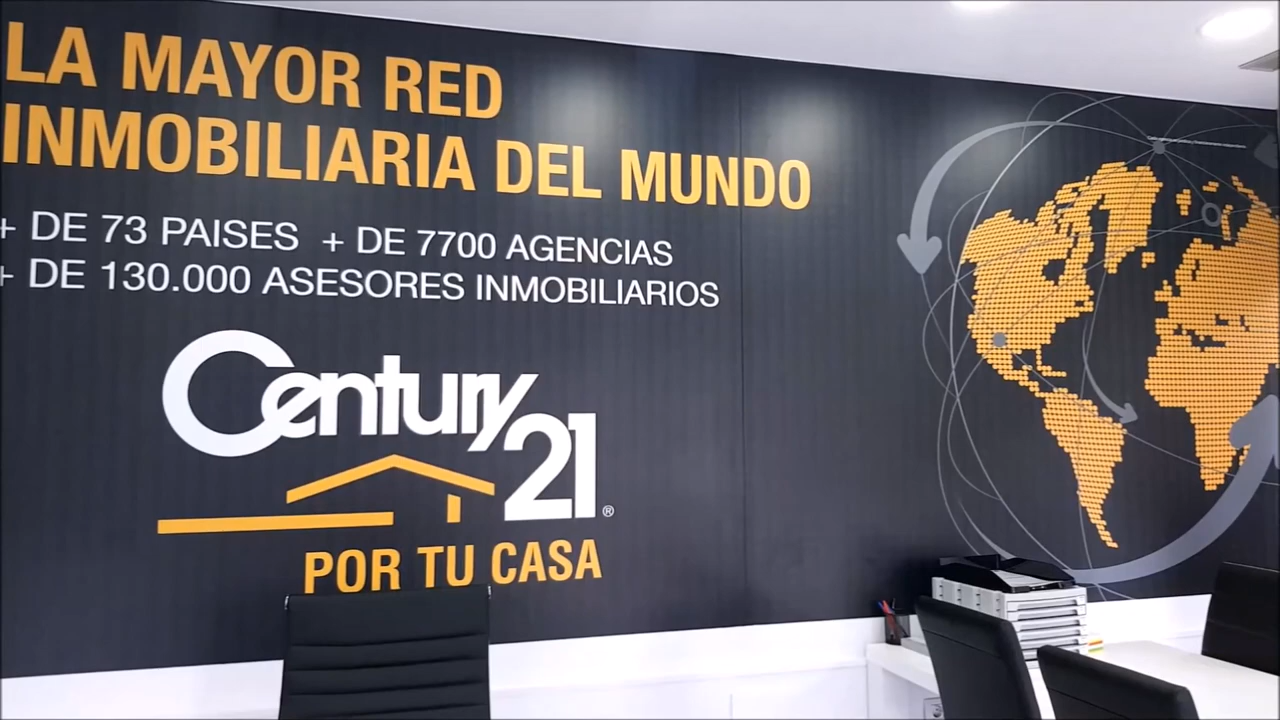 LA MAYOR RED
INMOBILIARIA DEL MUNDO
+ DE 73 PAISES + DE 7700 AGENCIAS
+ DE 130.000 ASESORES INMOBILIARIOS
Century
21®
POR TU CASA